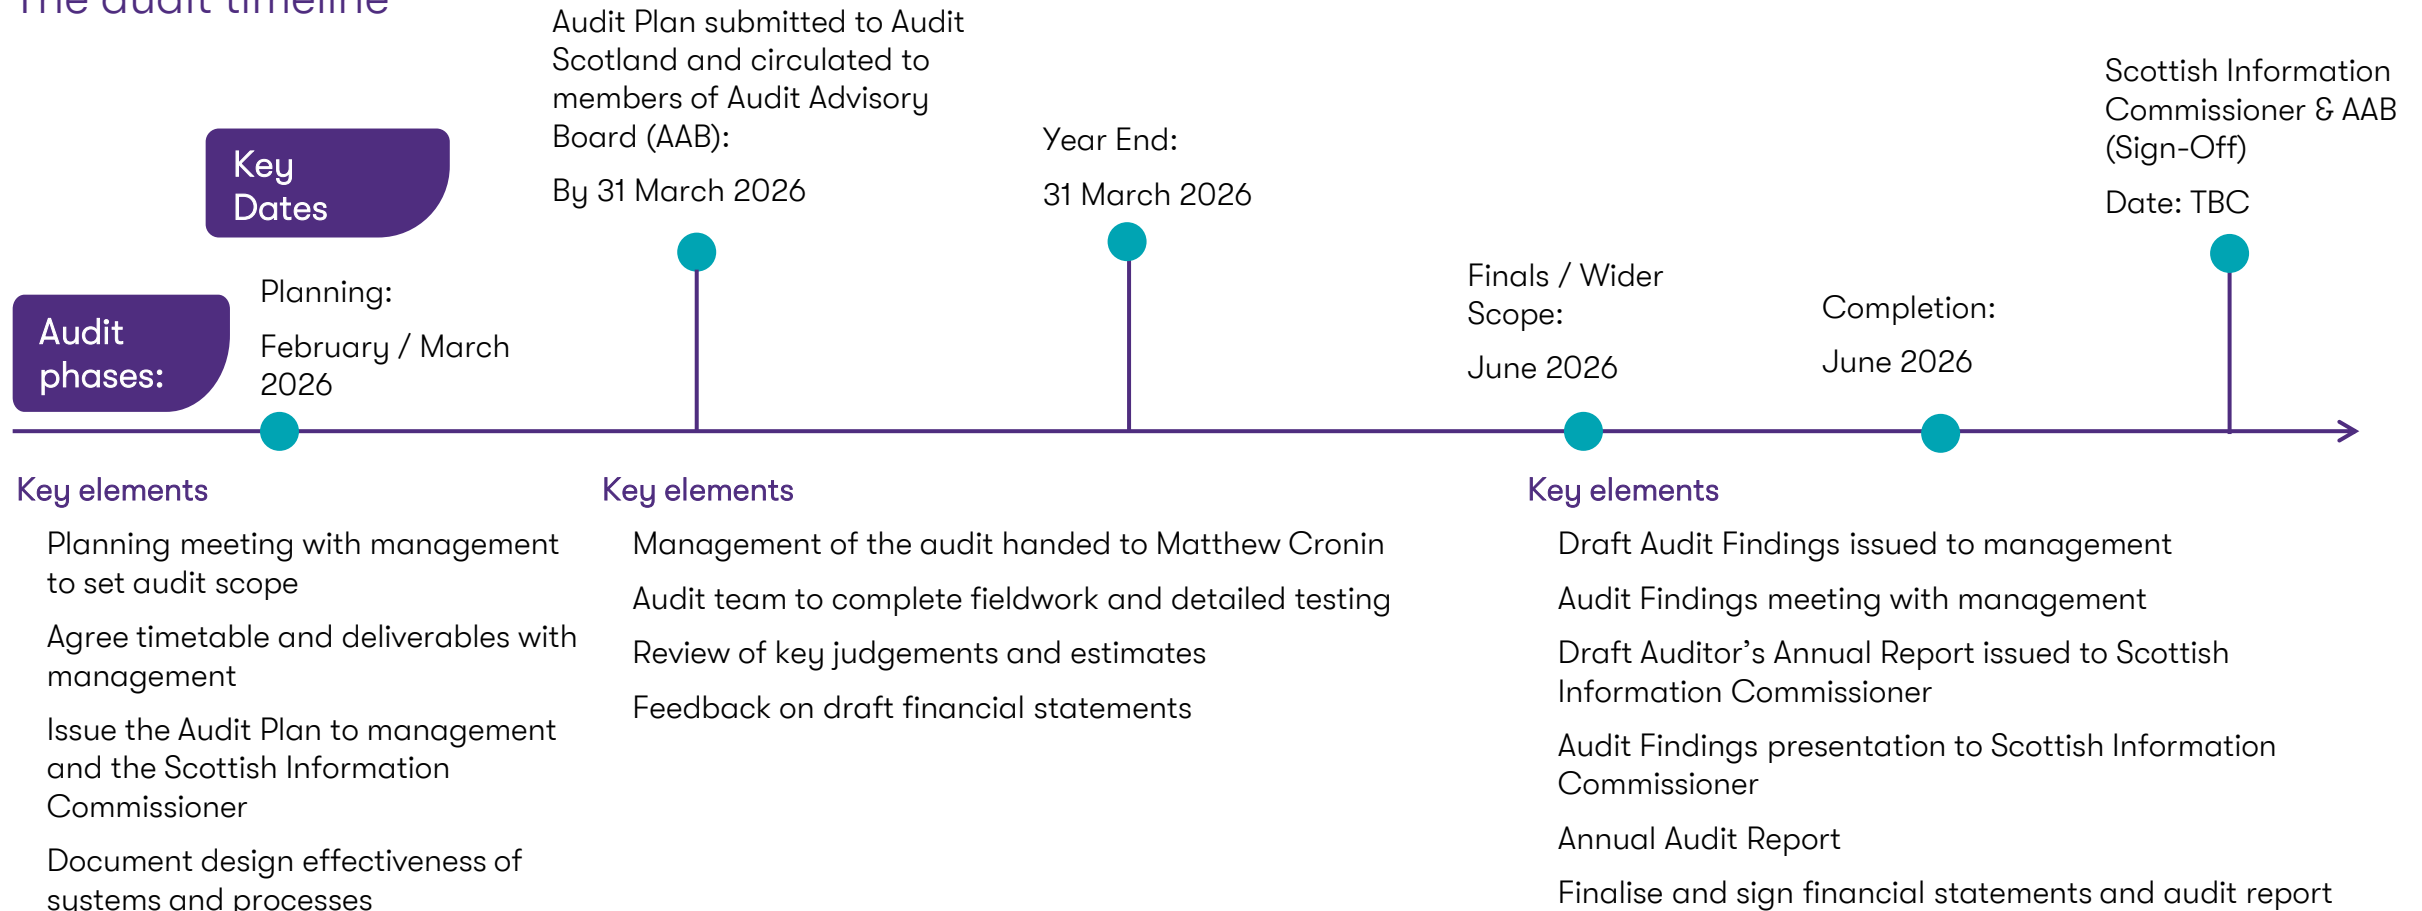 The audit timeline
Audit Plan submitted to Audit
Scotland and circulated to
members of Audit Advisory
Board (AAB):
By 31 March 2026
Year End:
31 March 2026
Scottish Information
Commissioner & AAB
(Sign-Off)
Date: TBC
Key
Dates
Audit
phases:
Planning:
February / March
2026
Finals / Wider
Scope:
June 2026
Completion:
June 2026
Key elements
Planning meeting with management
to set audit scope
Agree timetable and deliverables with
management
Issue the Audit Plan to management
and the Scottish Information
Commissioner
Document design effectiveness of
systems and processes
Key elements
Management of the audit handed to Matthew Cronin
Audit team to complete fieldwork and detailed testing
Review of key judgements and estimates
Feedback on draft financial statements
Key elements
Draft Audit Findings issued to management
Audit Findings meeting with management
Draft Auditor’s Annual Report issued to Scottish
Information Commissioner
Audit Findings presentation to Scottish Information
Commissioner
Annual Audit Report
Finalise and sign financial statements and audit report